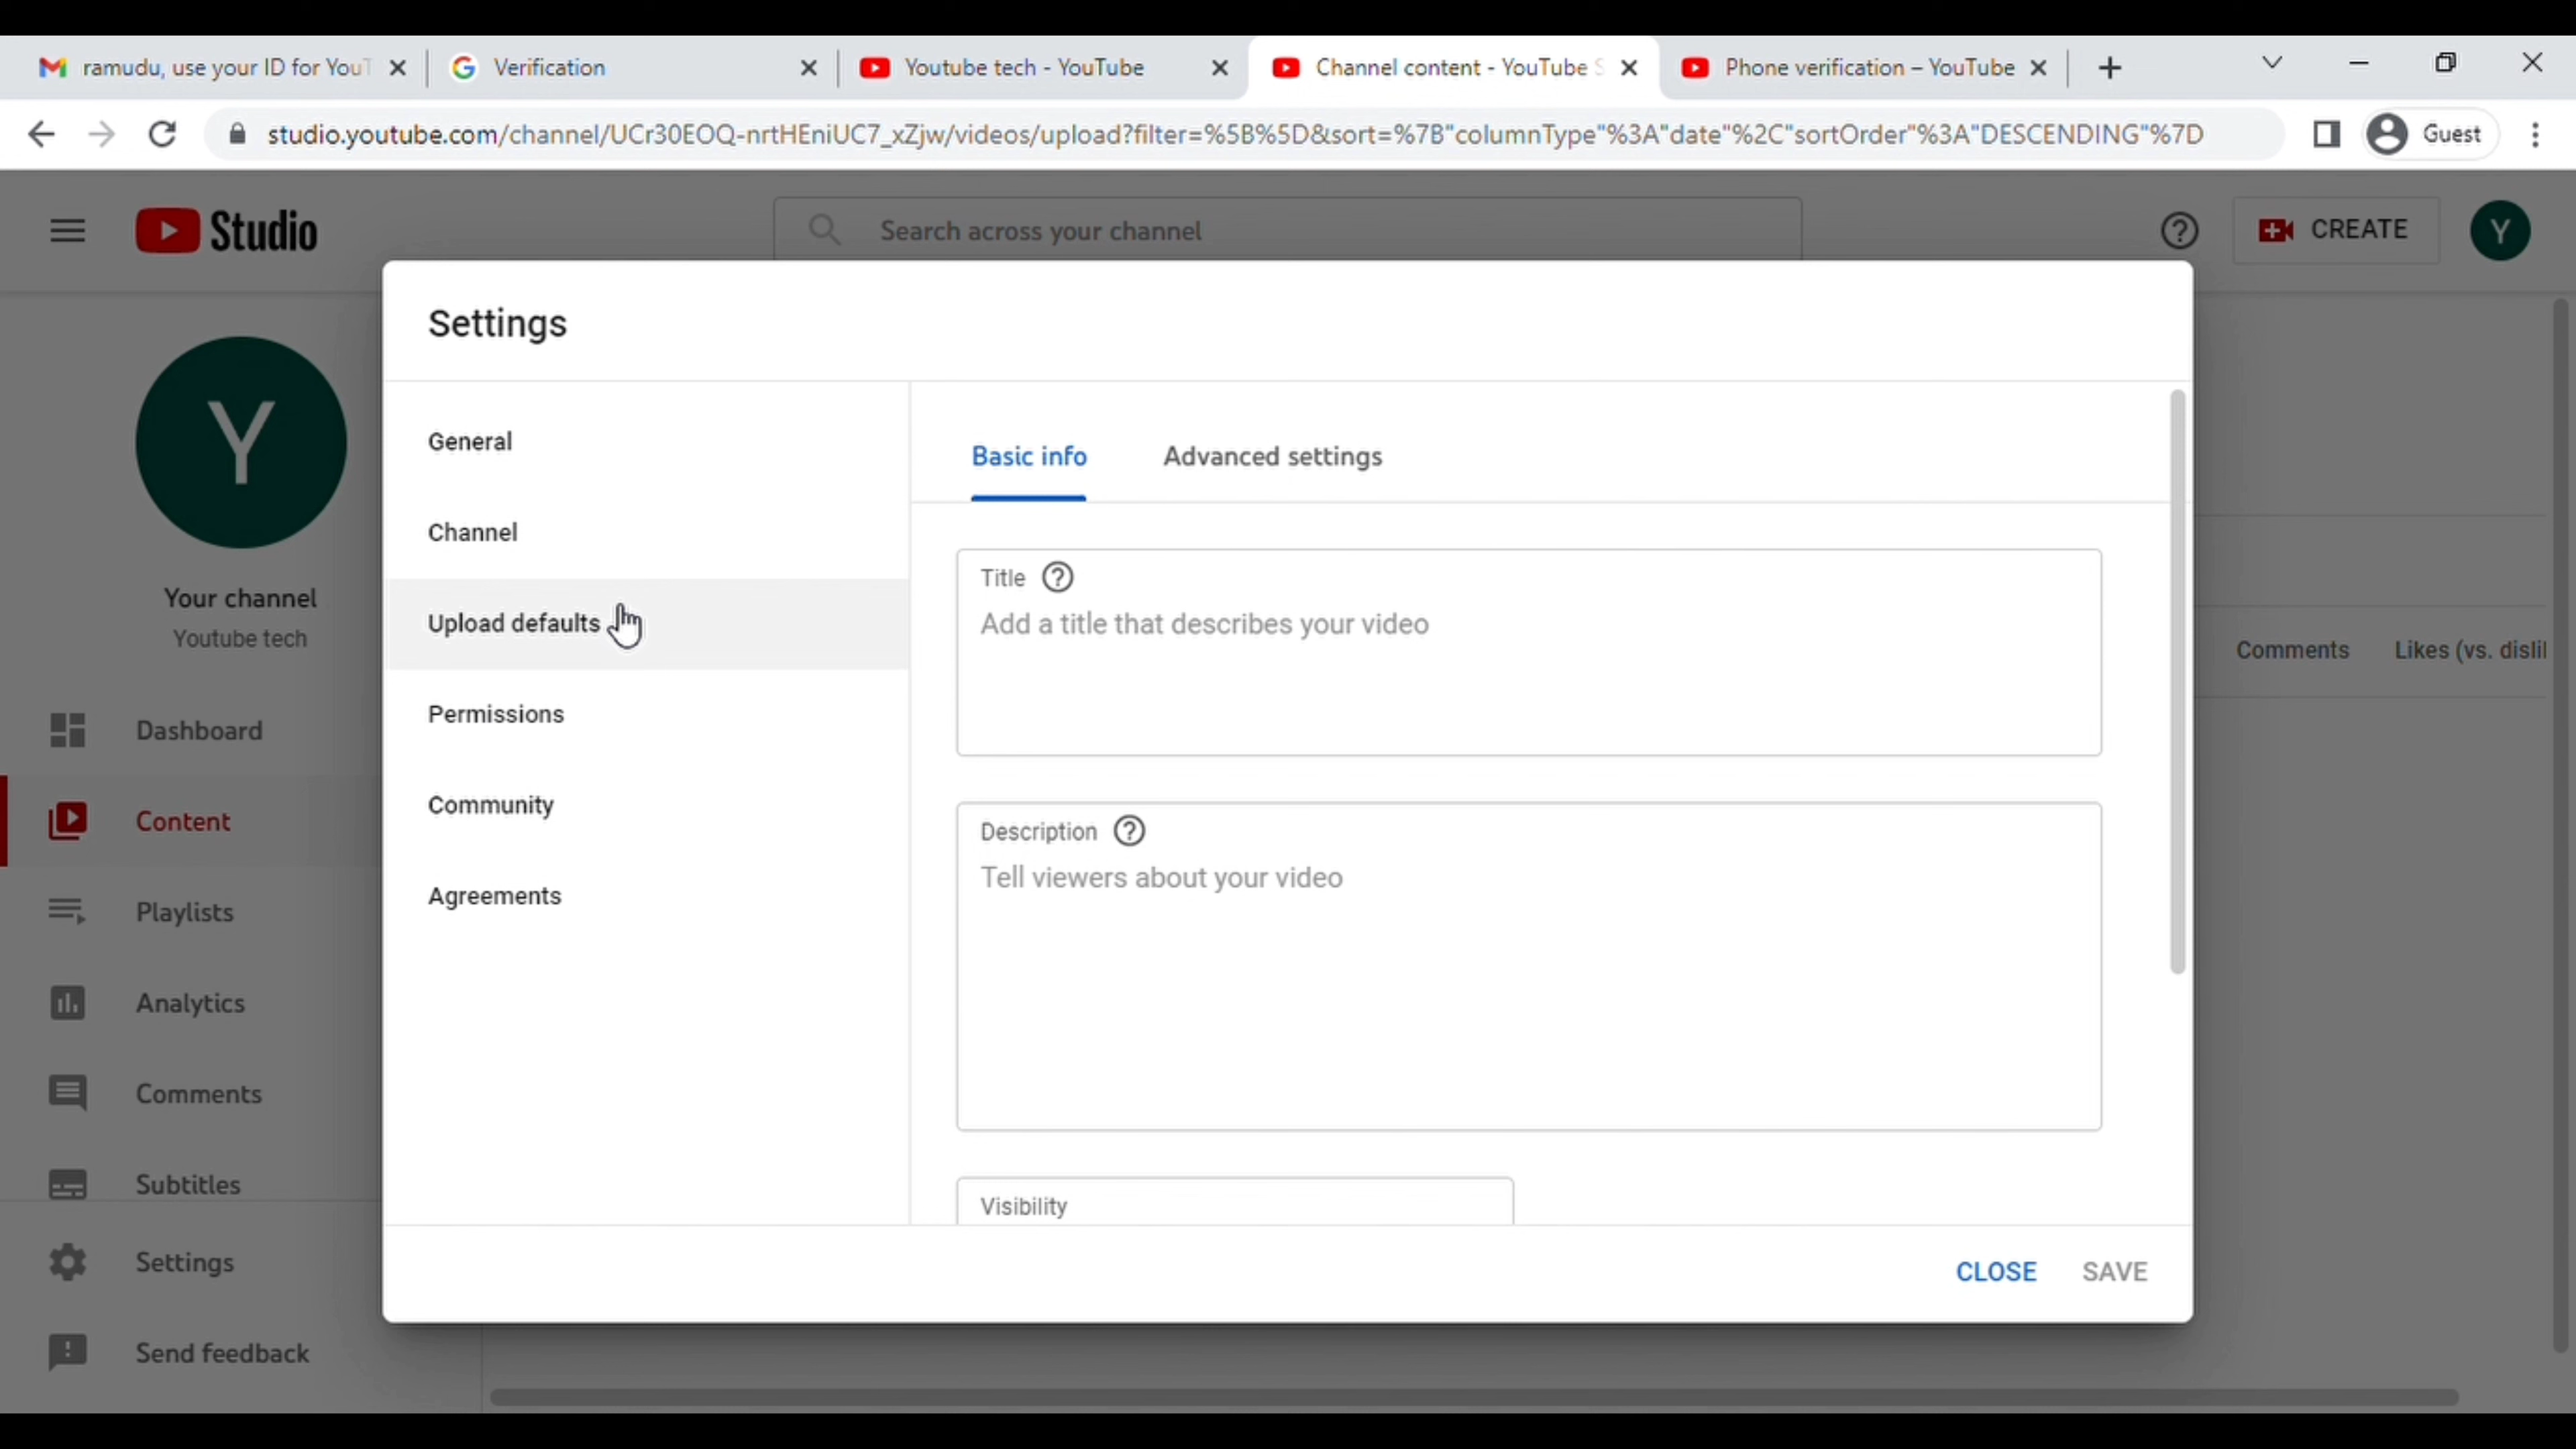 ramudu, use your ID for YouT
Verification
Youtube tech - YouTube
Channel content - YouTube S
Phone verification – YouTube
studio.youtube.com/channel/UCr30EOQ-nrtHEniUC7_xZjw/videos/upload?filter=%5B%5D&sort=%7B"columnType"%3A"date"%2C"sortOrder"%3A"DESCENDING"%7D
Guest
Studio
Search across your channel
CREATE
Y
Settings
Y
Your channel
Youtube tech
Dashboard
Content
Playlists
Analytics
Comments
Subtitles
Settings
Send feedback
General
Channel
Upload defaults
Permissions
Community
Agreements
Basic info
Advanced settings
Title
Add a title that describes your video
Description
Tell viewers about your video
Visibility
Comments
Likes (vs. disli
CLOSE
SAVE